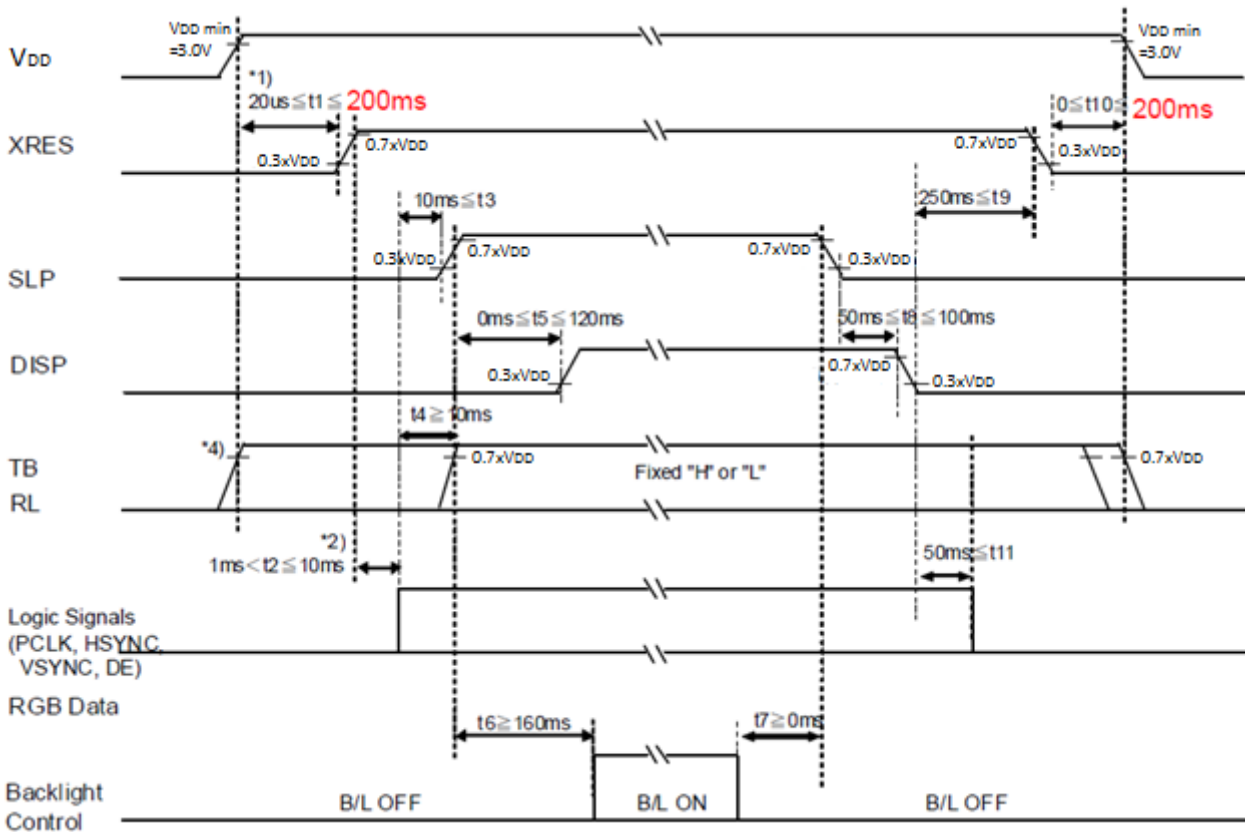 VDD
VDD min
=3.0V
VDD min
=3.0V
*1)
20us≦t1≦ 200ms
0≦t10≦ 200ms
XRES
0.3xVDD
0.7xVDD
0.7xVDD
0.3xVDD
10ms≦t3
250ms≦t9
SLP
0.3xVDD
0.7xVDD
0.7xVDD
0.3xVDD
0ms≦t5≦120ms
50ms≦t8≦100ms
DISP
0.3xVDD
0.7xVDD
0.3xVDD
t4≧10ms
*4)
TB
RL
0.7xVDD
Fixed "H" or "L"
0.7xVDD
*2)
1ms<t2≦10ms
50ms≦t11
Logic Signals
(PCLK, HSYNC,
VSYNC, DE)
RGB Data
t6≧160ms
t7≧0ms
Backlight
Control
B/L OFF
B/L ON
B/L OFF